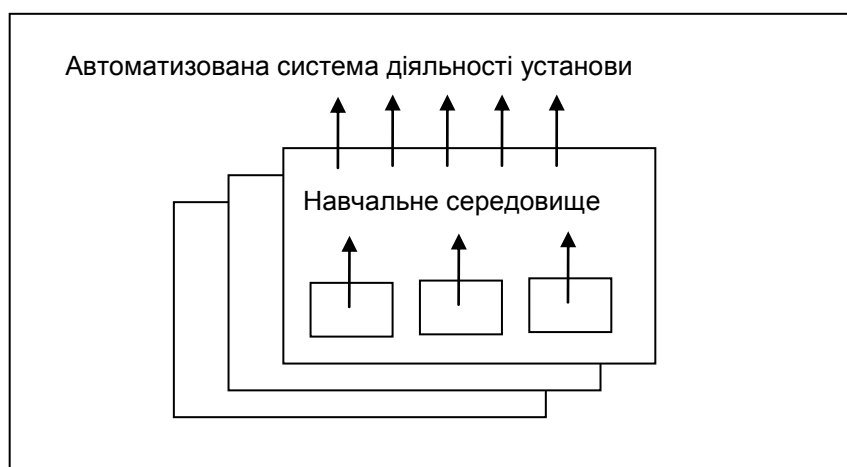 Автоматизована система діяльності установи
Навчальне середовище